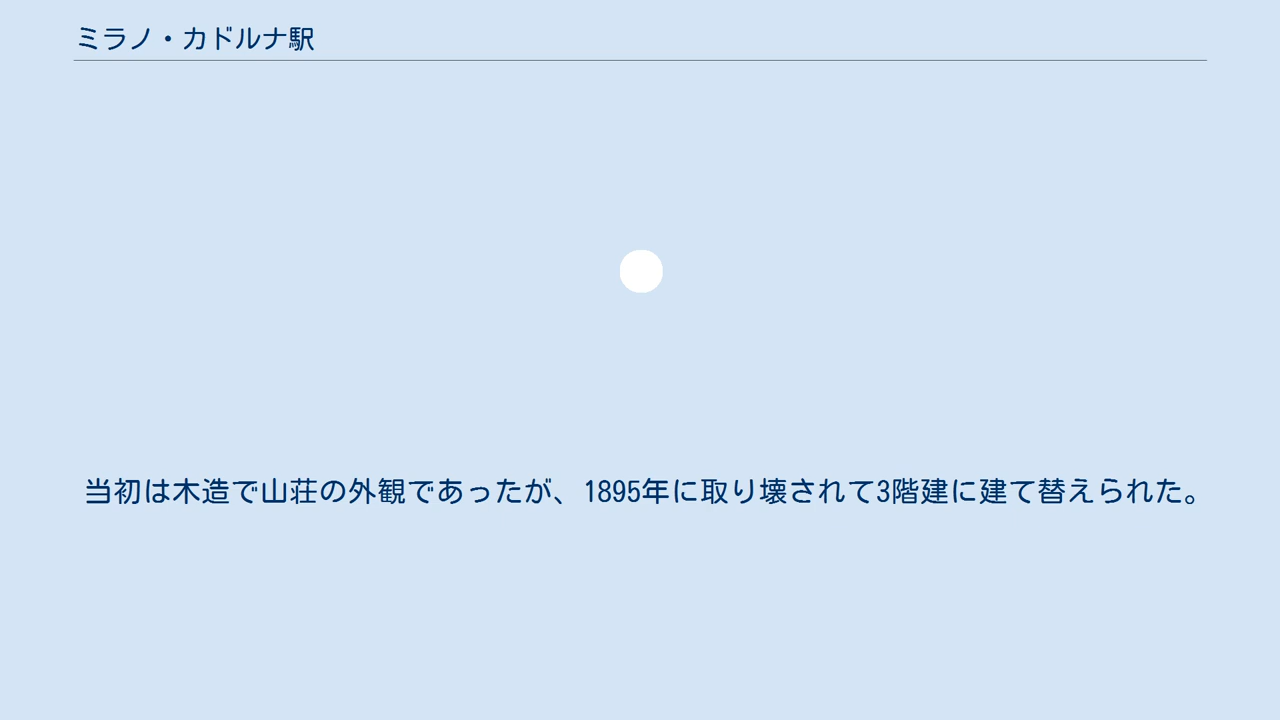 ミラノ・カドルナ駅
当初は木造で山荘の外観であったが、1895年に取り壊されて3階建に建て替えられた。